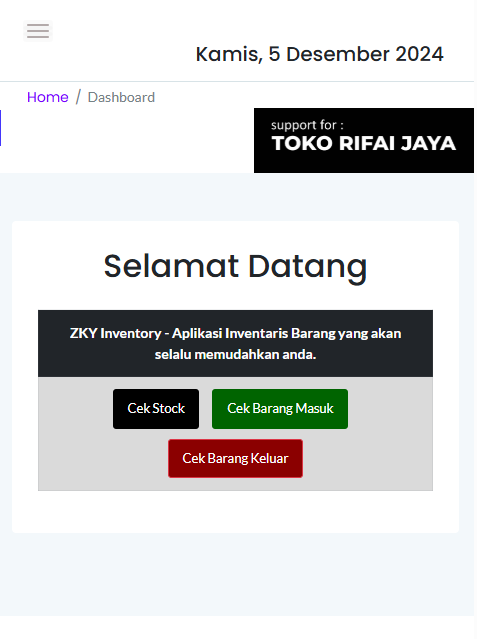 Kamis, 5 Desember 2024
Home / Dashboard
support for :
TOKO RIFAI JAYA
Selamat Datang
ZKY Inventory - Aplikasi Inventaris Barang yang akan
selalu memudahkan anda.
Cek Stock
Cek Barang Masuk
Cek Barang Keluar